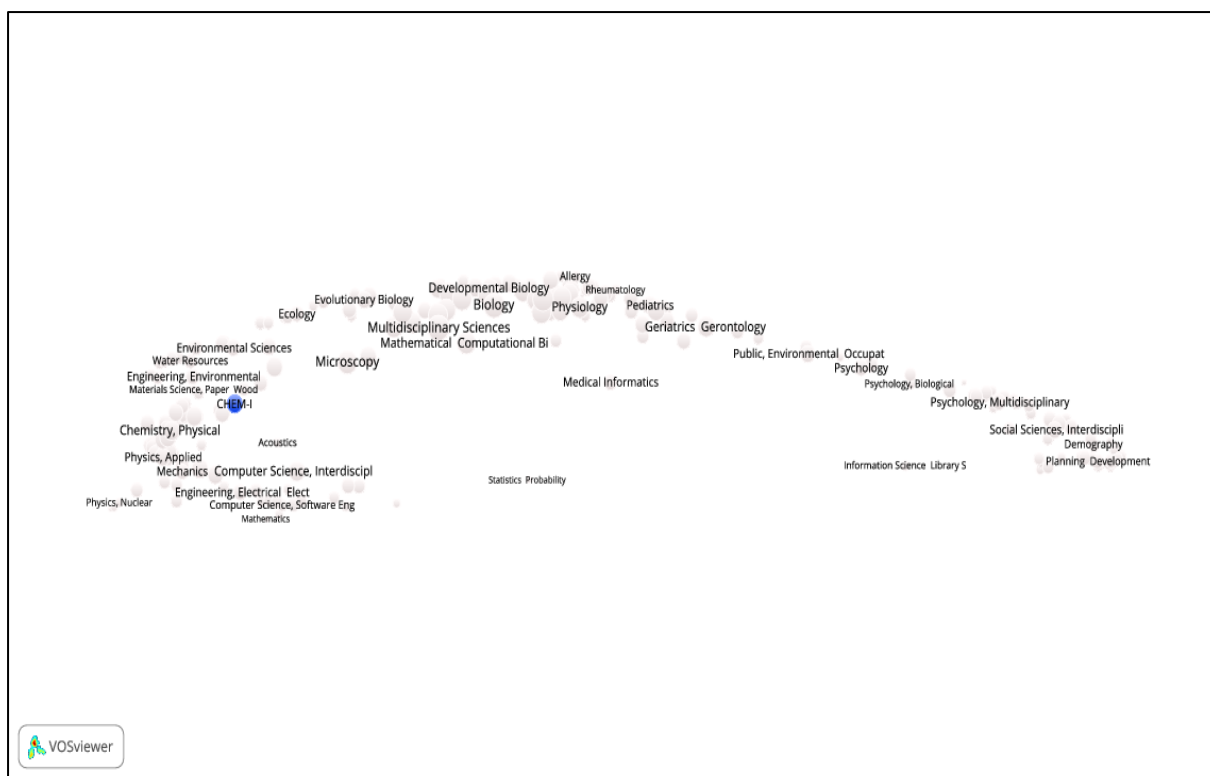 Allergy
Developmental Biology
Rheumatology
Evolutionary Biology
Biology
Physiology
Pediatrics
Ecology
Multidisciplinary Sciences
Geriatrics Gerontology
Mathematical Computational Bi
Environmental Sciences
Public, Environmental Occupat
Water Resources
Microscopy
Psychology
Engineering, Environmental
Medical Informatics
Psychology, Biological
Materials Science, Paper Wood
CHEM-I
Psychology, Multidisciplinary
Chemistry, Physical
Social Sciences, Interdiscipli
Acoustics
Demography
Physics, Applied
Planning Development
Information Science Library S
Mechanics
Computer Science, Interdiscipl
Statistics Probability
Engineering, Electrical Elect
Physics, Nuclear
Computer Science, Software Eng
Mathematics
VOSviewer